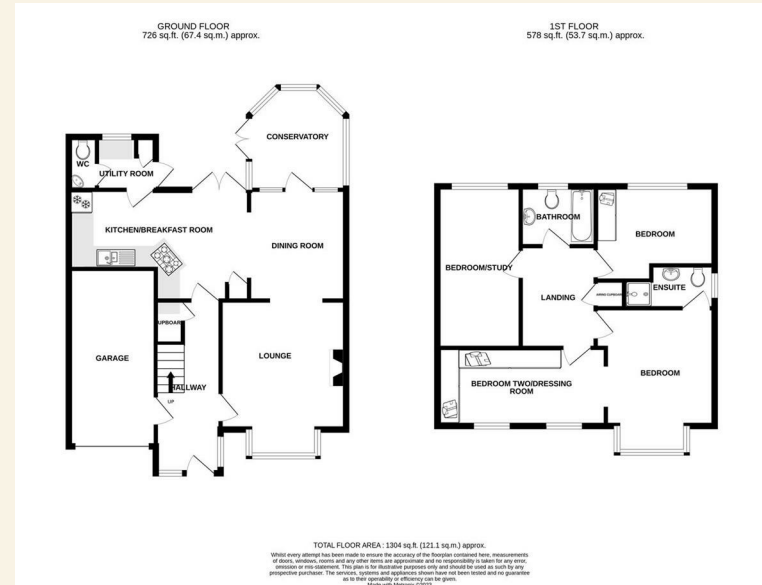 GROUND FLOOR
726 sq.ft. (67.4 sq.m.) approx.
1ST FLOOR
578 sq.ft. (53.7 sq.m.) approx.
CONSERVATORY
WC
UTILITY ROOM
KITCHEN/BREAKFAST ROOM
DINING ROOM
UPBOAR
GARAGE
LOUNGE
HALLWAY
UP
BATHROOM
BEDROOM
BEDROOM/STUDY
ENSUITE
LANDING
AIRING CUPBOARD
BEDROOM TWO/DRESSING
ROOM
BEDROOM
TOTAL FLOOR AREA : 1304 sq.ft. (121.1 sq.m.) approx.
Whilst every attempt has been made to ensure the accuracy of the floorplan contained here, measurements
of doors, windows, rooms and any other items are approximate and no responsibility is taken for any error,
omission or mis-statement. This plan is for illustrative purposes only and should be used as such by any
prospective purchaser. The services, systems and appliances shown have not been tested and no guarantee
as to their operability or efficiency can be given.
Made with Metropix ©2023